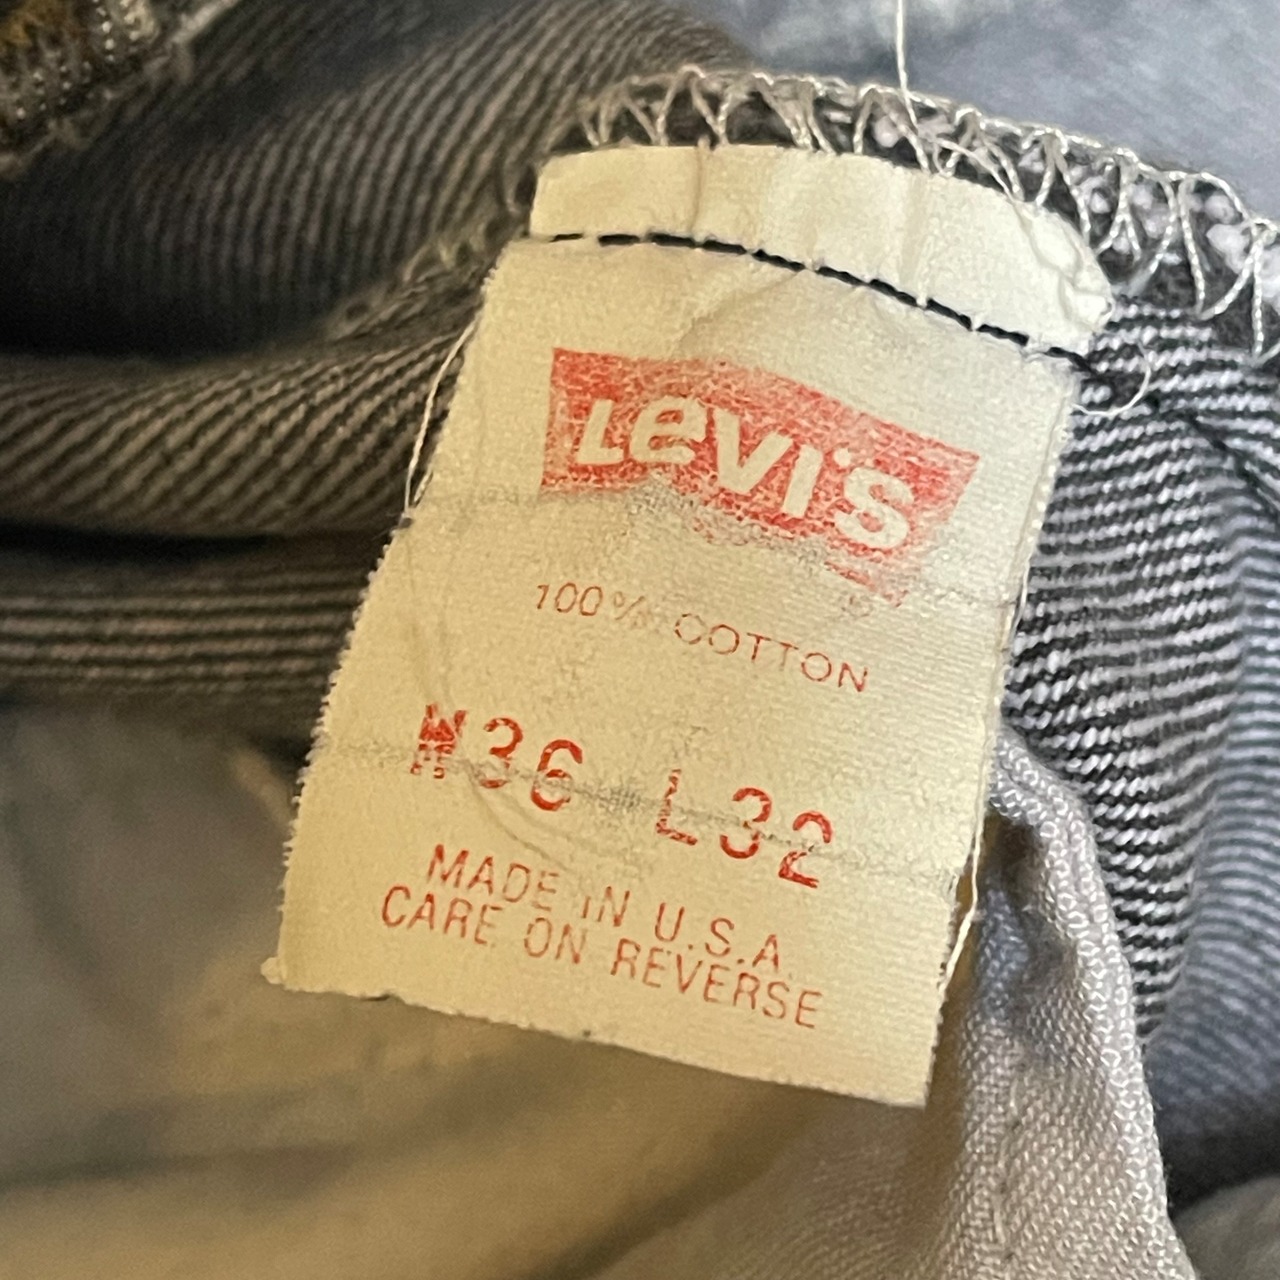 LeVI'S
®
100% COTTON
W36 L32
MADE IN U.S.A.
CARE ON REVERSE